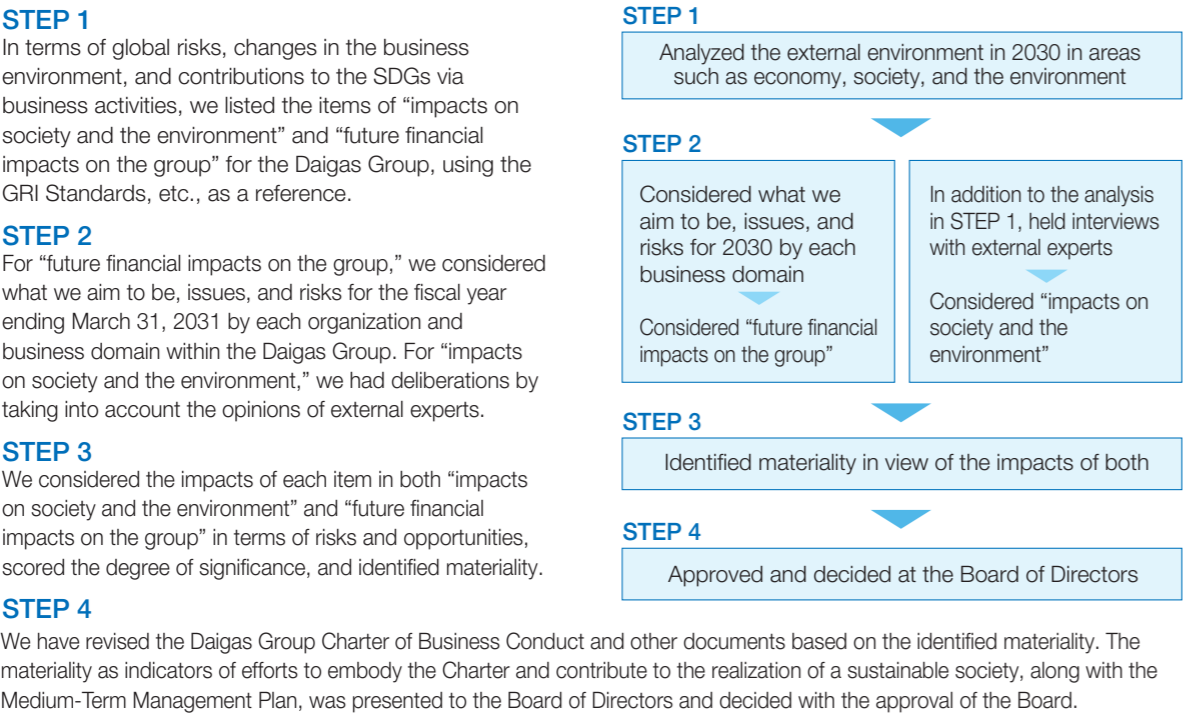 STEP 1
In terms of global risks, changes in the business
environment, and contributions to the SDGs via
business activities, we listed the items of “impacts on
society and the environment” and “future financial
impacts on the group” for the Daigas Group, using the
GRI Standards, etc., as a reference.
STEP 2
For “future financial impacts on the group,” we considered
what we aim to be, issues, and risks for the fiscal year
ending March 31, 2031 by each organization and
business domain within the Daigas Group. For “impacts
on society and the environment,” we had deliberations by
taking into account the opinions of external experts.
STEP 3
We considered the impacts of each item in both “impacts
on society and the environment” and “future financial
impacts on the group” in terms of risks and opportunities,
scored the degree of significance, and identified materiality.
STEP 1
Analyzed the external environment in 2030 in areas
such as economy, society, and the environment
STEP 2
Considered what we
aim to be, issues, and
risks for 2030 by each
business domain
Considered “future financial
impacts on the group”
In addition to the analysis
in STEP 1, held interviews
with external experts
Considered “impacts on
society and the
environment”
STEP 3
Identified materiality in view of the impacts of both
STEP 4
Approved and decided at the Board of Directors
STEP 4
We have revised the Daigas Group Charter of Business Conduct and other documents based on the identified materiality. The
materiality as indicators of efforts to embody the Charter and contribute to the realization of a sustainable society, along with the
Medium-Term Management Plan, was presented to the Board of Directors and decided with the approval of the Board.